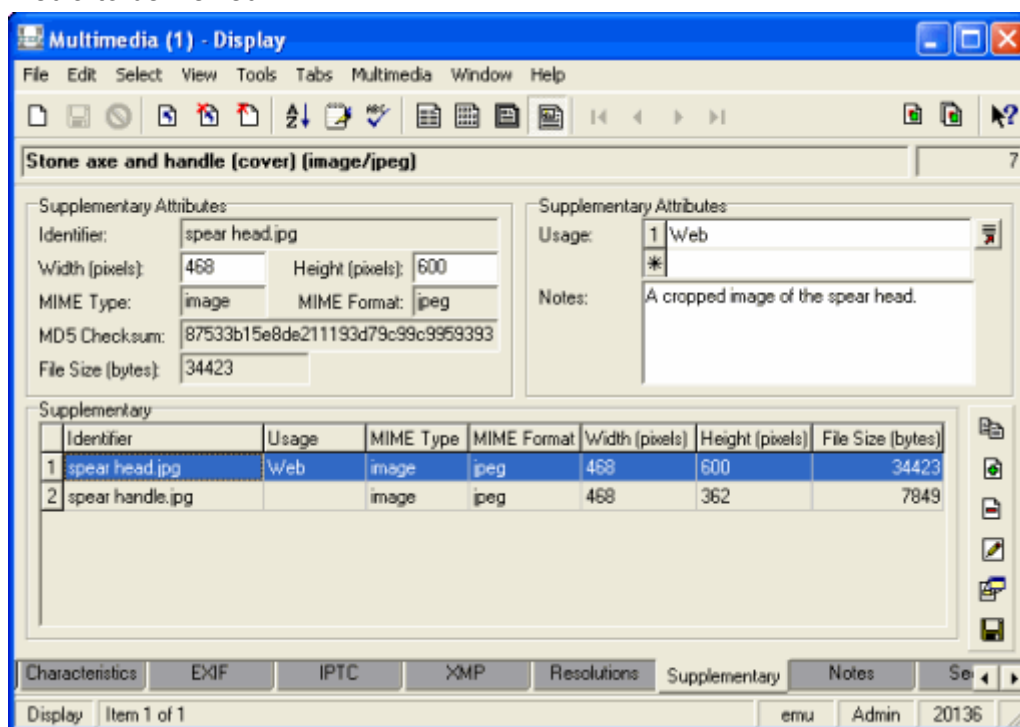 Multimedia (1) - Display
File Edit Select View Tools Tabs Multimedia Window Help
Stone axe and handle (cover) (image/jpeg) 7
Supplementary Attributes
Identifier: spear head.jpg
Width (pixels): 468 Height (pixels): 600
MIME Type: image MIME Format: jpeg
MD5 Checksum: 87533b15e8de211193d79c99c9959393
File Size (bytes): 34423
Supplementary Attributes
Usage: 1 Web
Notes: A cropped image of the spear head.
Supplementary
Identifier Usage MIME Type MIME Format Width (pixels) Height (pixels) File Size (bytes)
1 spear head.jpg Web image jpeg 468 600 34423
2 spear handle.jpg image jpeg 468 362 7849
Characteristics EXIF IPTC XMP Resolutions Supplementary Notes Se
Display Item 1 of 1 emu Admin 20136